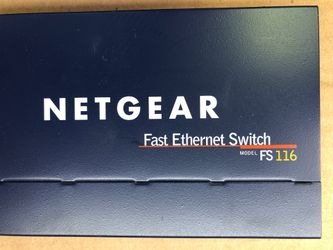 NETGEAR
Fast Ethernet Switch
MODEL FS 116